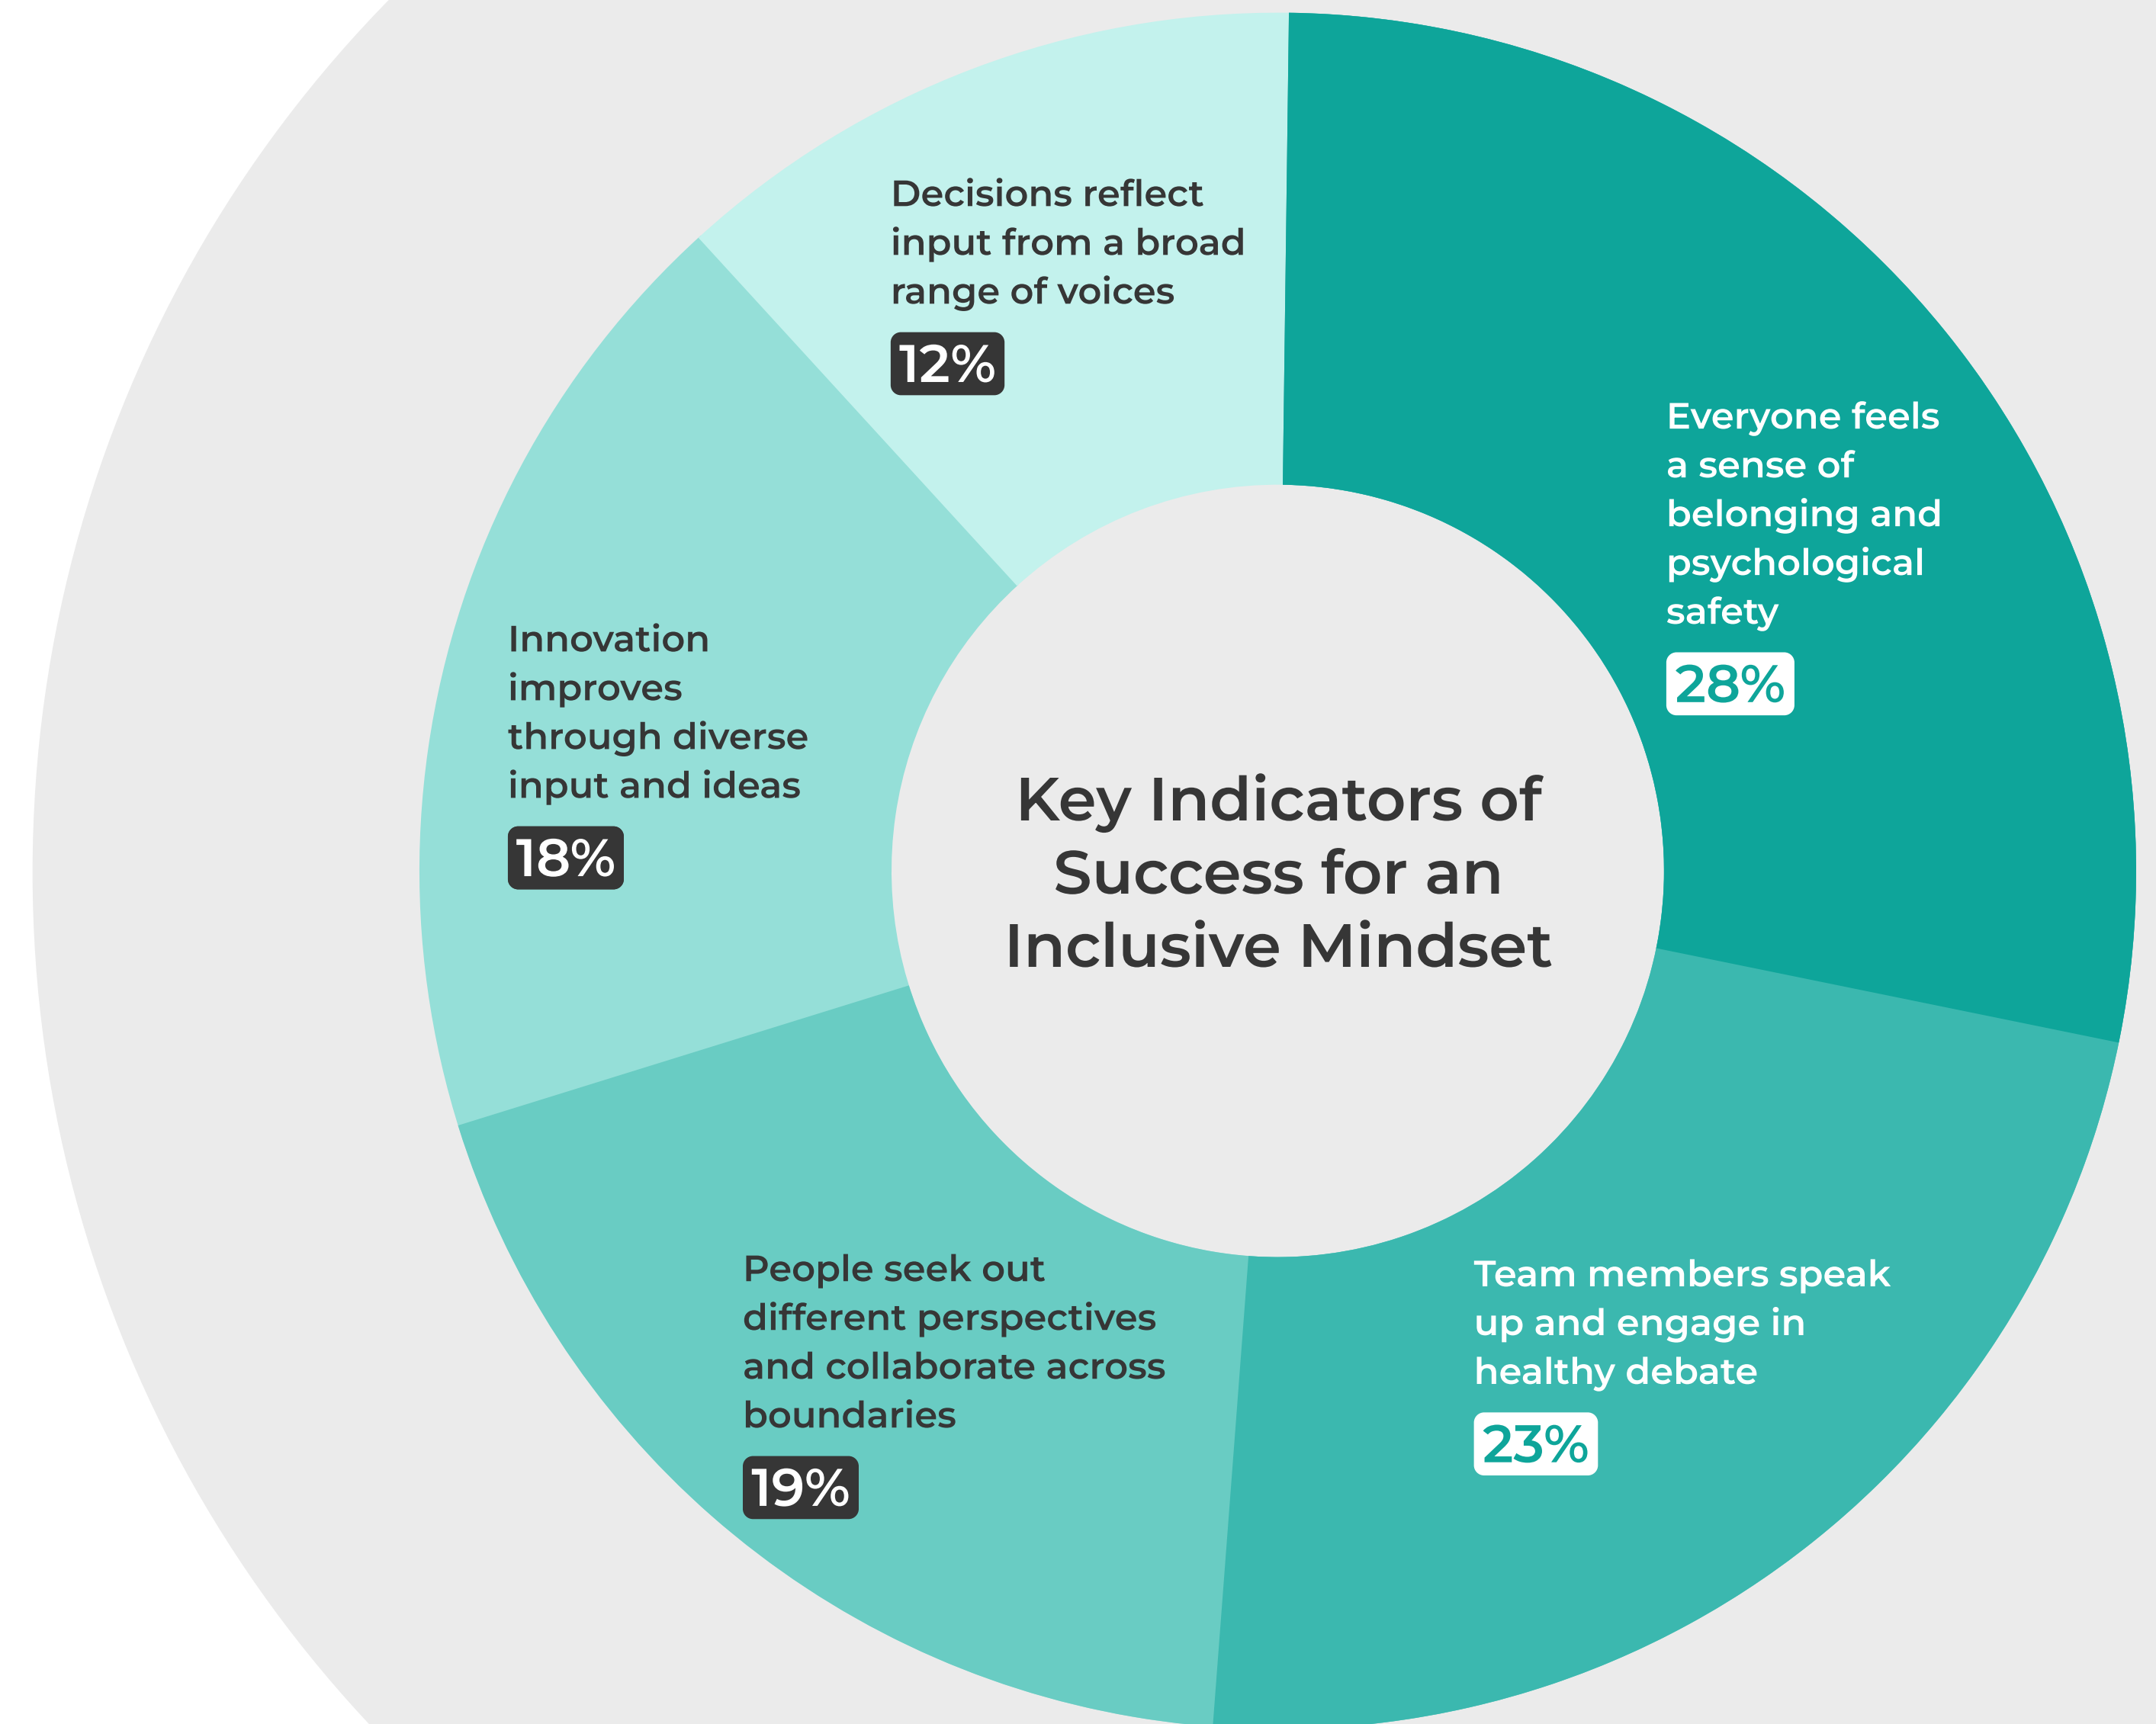 Decisions reflect
input from a broad
range of voices
12%
Everyone feels
a sense of
belonging and
psychological
safety
28%
Innovation
improves
through diverse
input and ideas
18%
Key Indicators of
Success for an
Inclusive Mindset
People seek out
different perspectives
and collaborate across
boundaries
19%
Team members speak
up and engage in
healthy debate
23%